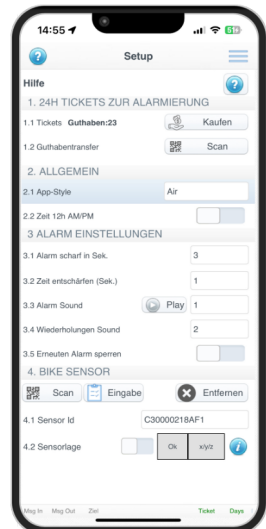 14:55
Setup
Hilfe
1. 24H TICKETS ZUR ALARMIERUNG
1.1 Tickets Guthaben:23 Kaufen
1.2 Guthabentransfer Scan
2. ALLGEMEIN
2.1 App-Style Air
2.2 Zeit 12h AM/PM
3 ALARM EINSTELLUNGEN
3.1 Alarm scharf in Sek. 3
3.2 Zeit entschärfen (Sek.) 1
3.3 Alarm Sound Play 1
3.4 Wiederholungen Sound 2
3.5 Erneuten Alarm sperren
4. BIKE SENSOR
Scan Eingabe Entfernen
4.1 Sensor Id C30000218AF1
4.2 Sensorlage Ok x/y/z
Msg In Msg Out Ziel Ticket Days